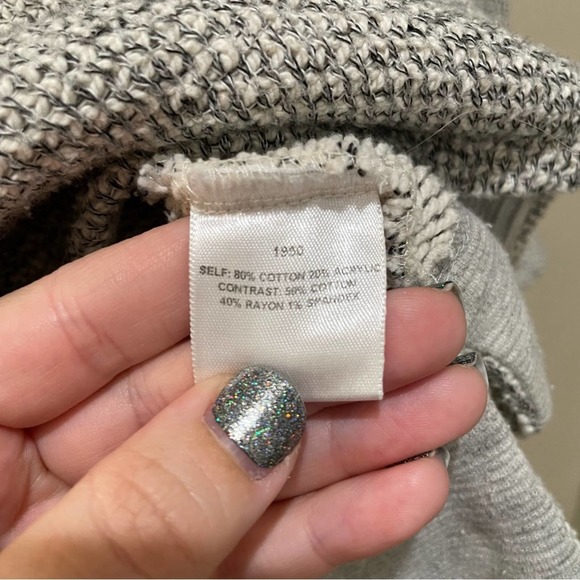 1950
SELF: 80% COTTON 20% ACRYLIC
CONTRAST: 59% COTTON
40% RAYON 1% SPANDEX